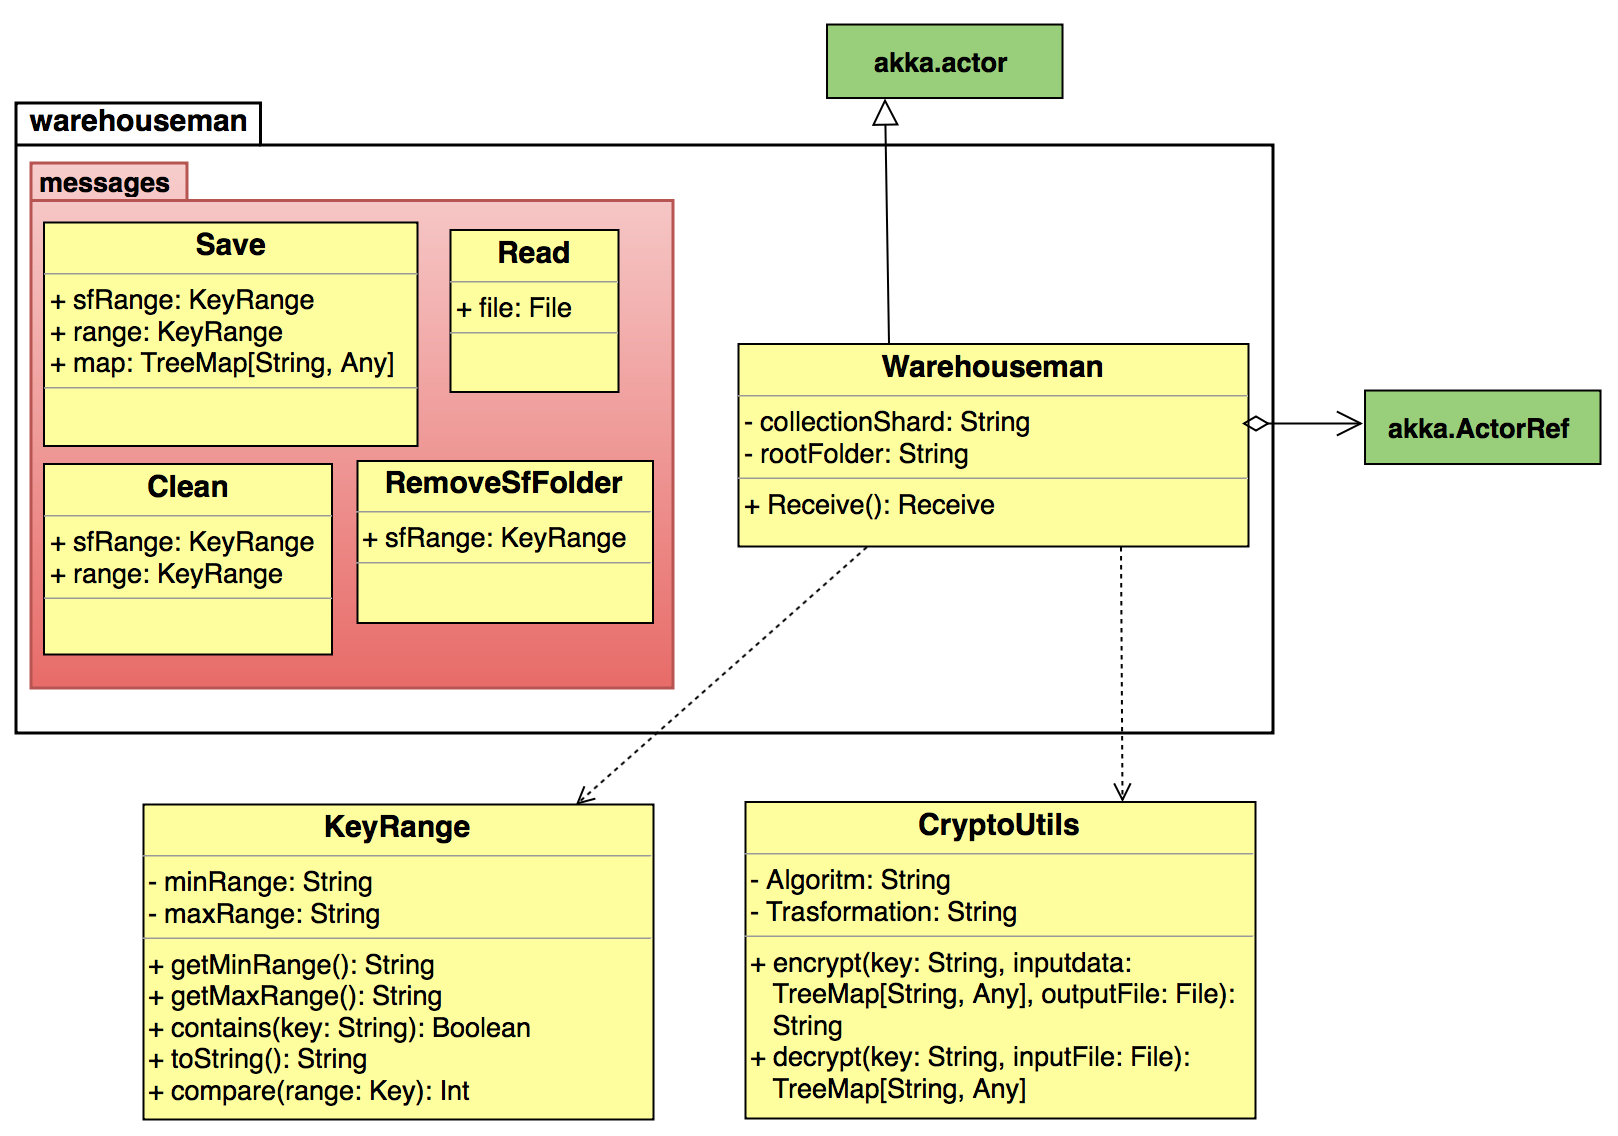 akka.actor
warehouseman
messages
Save
+ sfRange: KeyRange
+ range: KeyRange
+ map: TreeMap[String, Any]
Read
+ file: File
Clean
+ sfRange: KeyRange
+ range: KeyRange
RemoveSfFolder
+ sfRange: KeyRange
Warehouseman
- collectionShard: String
- rootFolder: String
+ Receive(): Receive
akka.ActorRef
KeyRange
- minRange: String
- maxRange: String
+ getMinRange(): String
+ getMaxRange(): String
+ contains(key: String): Boolean
+ toString(): String
+ compare(range: Key): Int
CryptoUtils
- Algoritm: String
- Trasformation: String
+ encrypt(key: String, inputdata:
TreeMap[String, Any], outputFile: File):
String
+ decrypt(key: String, inputFile: File):
TreeMap[String, Any]